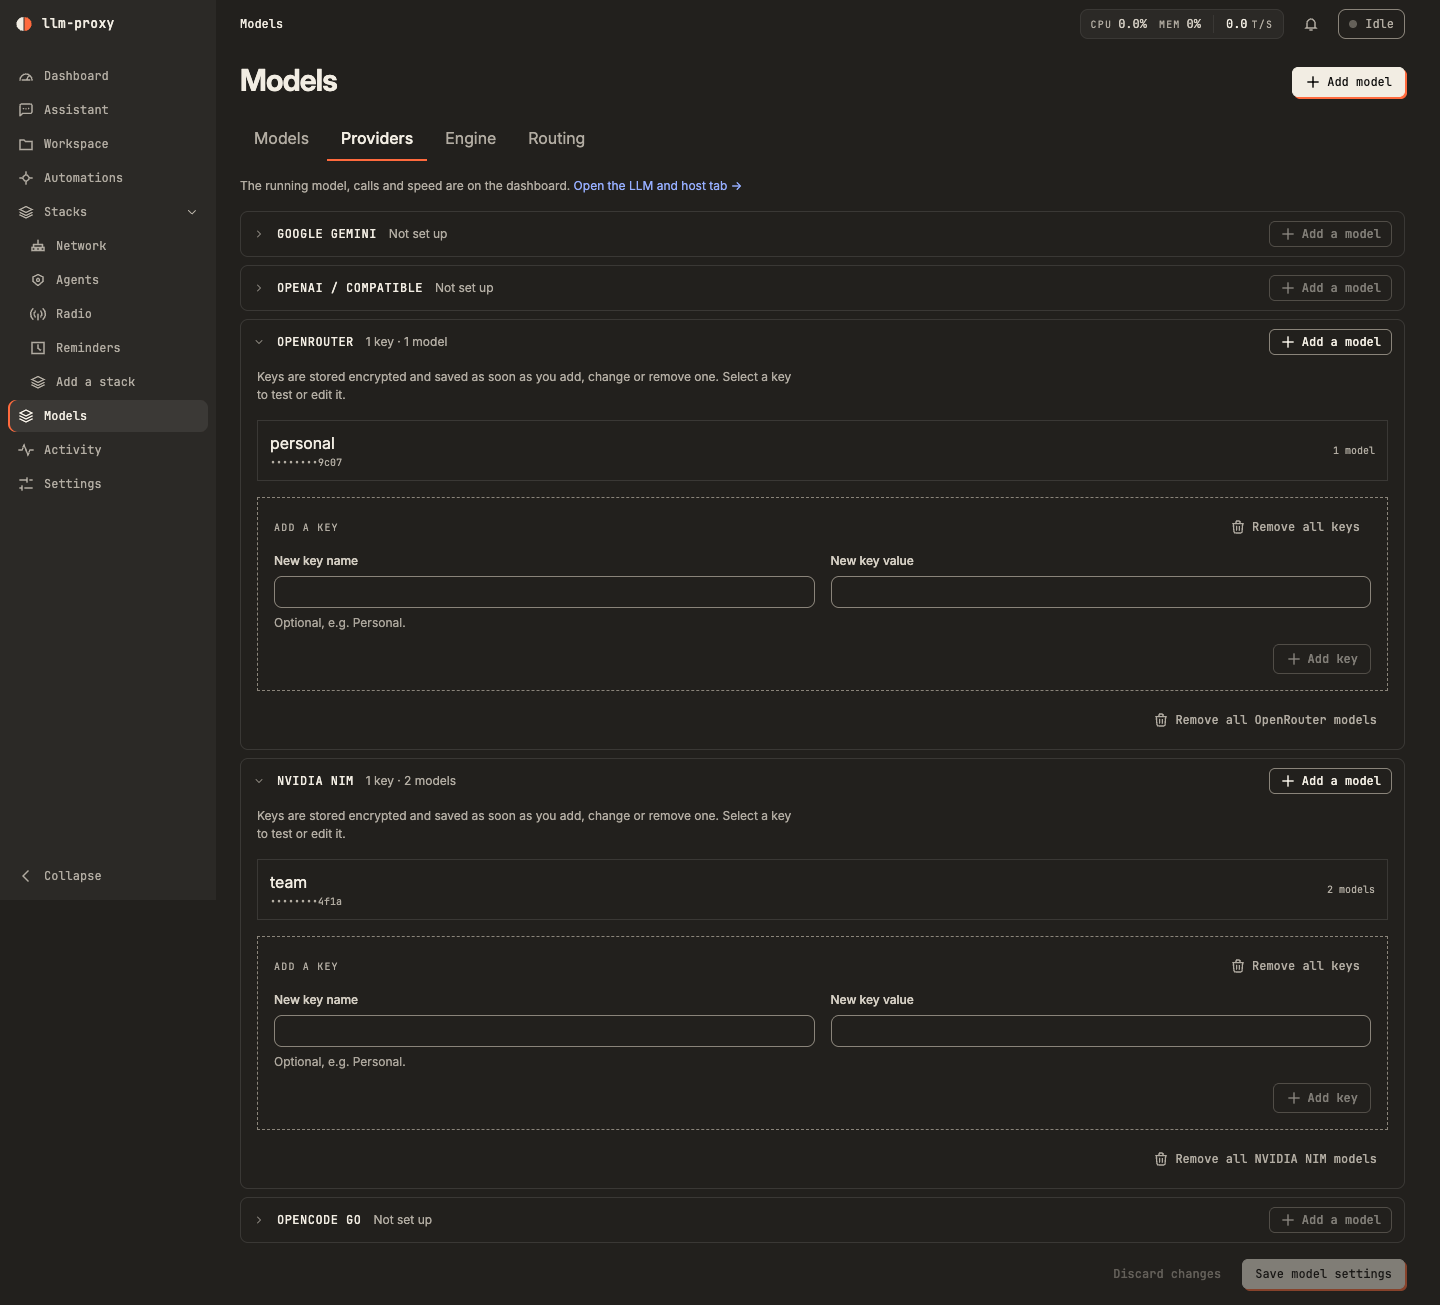 llm-proxy
Dashboard
Assistant
Workspace
Automations
Stacks
Network
Agents
Radio
Reminders
Add a stack
Models
Activity
Settings
Collapse
Models
CPU 0.0% MEM 0% 0.0 T/S
Idle
Models
Add model
Models Providers Engine Routing
The running model, calls and speed are on the dashboard. Open the LLM and host tab →
GOOGLE GEMINI Not set up
Add a model
OPENAI / COMPATIBLE Not set up
Add a model
OPENROUTER 1 key · 1 model
Add a model
Keys are stored encrypted and saved as soon as you add, change or remove one. Select a key
to test or edit it.
personal
••••••••9c07
1 model
ADD A KEY
Remove all keys
New key name New key value
Optional, e.g. Personal.
Add key
Remove all OpenRouter models
NVIDIA NIM 1 key · 2 models
Add a model
Keys are stored encrypted and saved as soon as you add, change or remove one. Select a key
to test or edit it.
team
••••••••4f1a
2 models
ADD A KEY
Remove all keys
New key name New key value
Optional, e.g. Personal.
Add key
Remove all NVIDIA NIM models
OPENCODE GO Not set up
Add a model
Discard changes
Save model settings